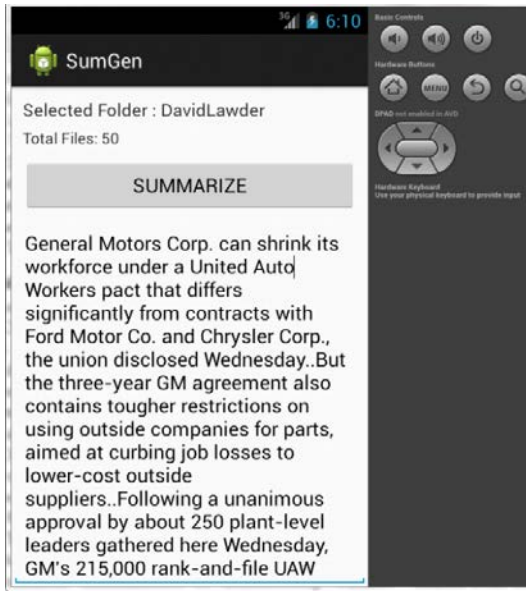 3G 6:10
SumGen
Selected Folder : DavidLawder
Total Files: 50
SUMMARIZE
General Motors Corp. can shrink its
workforce under a United Auto
Workers pact that differs
significantly from contracts with
Ford Motor Co. and Chrysler Corp.,
the union disclosed Wednesday..But
the three-year GM agreement also
contains tougher restrictions on
using outside companies for parts,
aimed at curbing job losses to
lower-cost outside
suppliers..Following a unanimous
approval by about 250 plant-level
leaders gathered here Wednesday,
GM's 215,000 rank-and-file UAW
Basic Controls
Hardware Buttons
MENU
DPAD not enabled in AVD
Hardware Keyboard
Use your physical keyboard to provide input